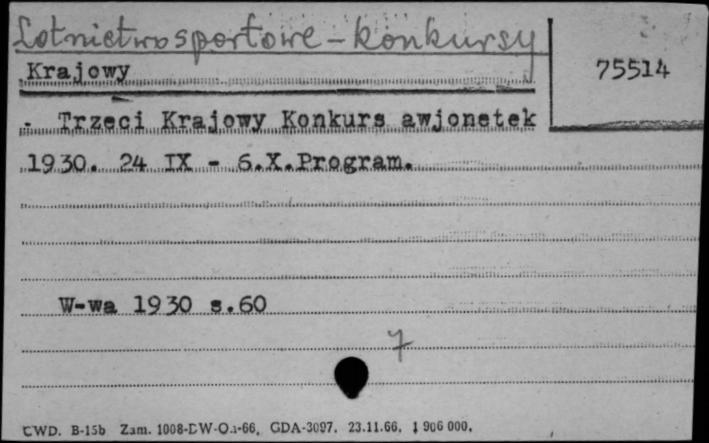 Lotnictwo sportowe - konkursy
Krajowy
75514
- Trzeci Krajowy Konkurs awjonetek
1930. 24 IX - 6.X.Program.
W-wa 1930 s.60
7
CWD. B-15b Zam. 1008-DW-Oa-66, GDA-3097. 23.11.66. 1 906 000.